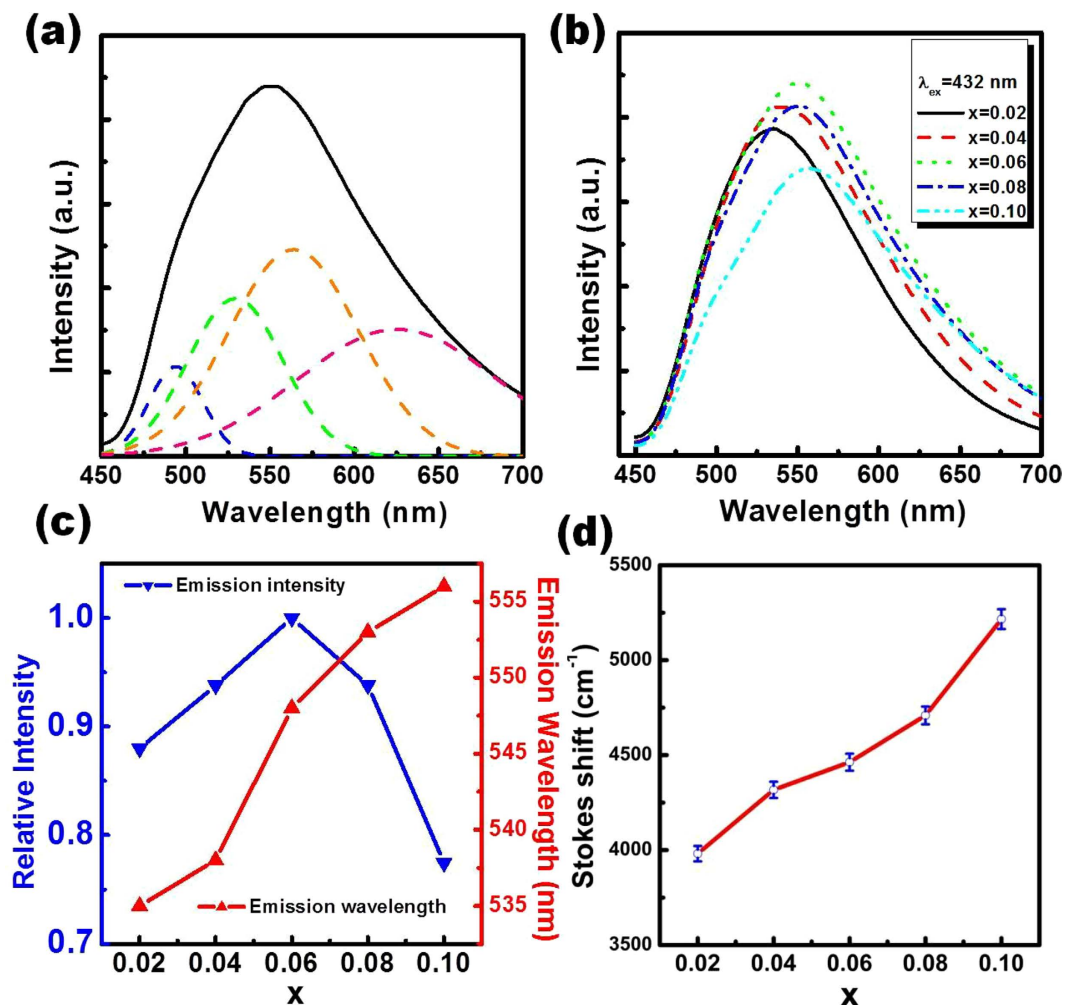 (a)
Intensity (a.u.)
450 500 550 600 650 700
Wavelength (nm)
(b)
Intensity (a.u.)
λex=432 nm
x=0.02
x=0.04
x=0.06
x=0.08
x=0.10
450 500 550 600 650 700
Wavelength (nm)
(c)
Relative Intensity
1.0
0.9
0.8
0.7
Emission intensity
Emission wavelength
555
550
545
540
535
Emission Wavelength (nm)
0.02 0.04 0.06 0.08 0.10
x
(d)
Stokes shift (cm⁻¹)
5500
5000
4500
4000
3500
0.02 0.04 0.06 0.08 0.10
x